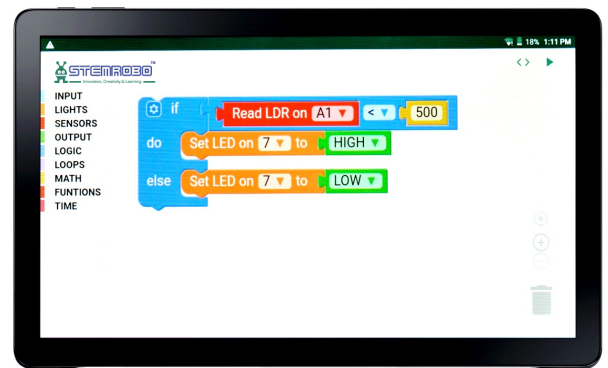 18% 1:11 PM
STEMROBO™
Innovation, Creativity & Learning
INPUT
LIGHTS
SENSORS
OUTPUT
LOGIC
LOOPS
MATH
FUNTIONS
TIME
if Read LDR on A1 < 500
do Set LED on 7 to HIGH
else Set LED on 7 to LOW